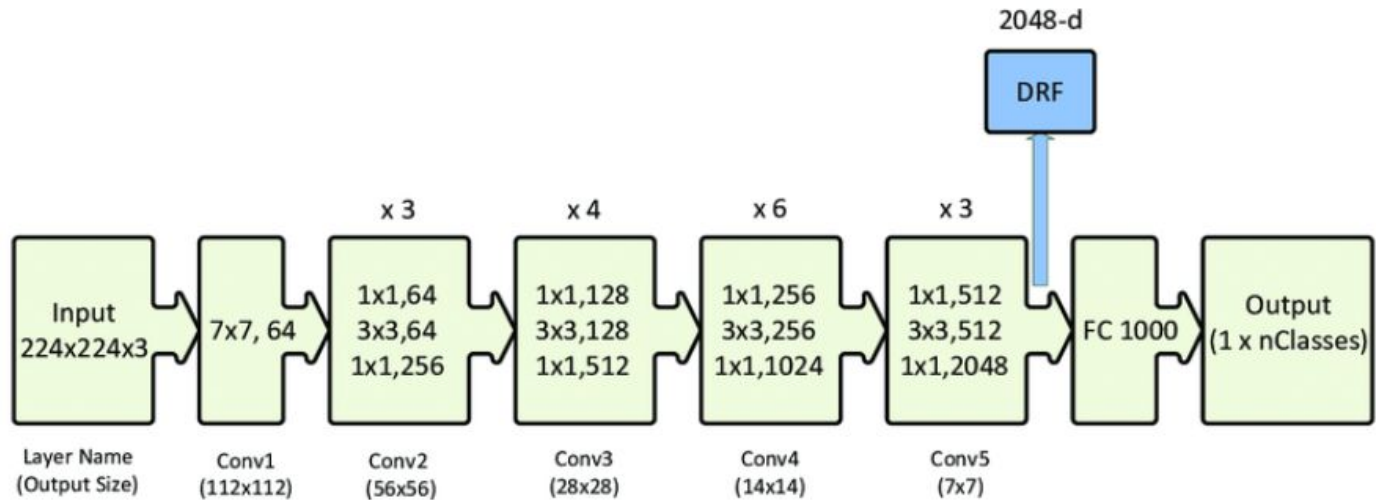 2048-d
DRF
x 3
x 4
x 6
x 3
Input
224x224x3
7x7, 64
1x1,64
3x3,64
1x1,256
1x1,128
3x3,128
1x1,512
1x1,256
3x3,256
1x1,1024
1x1,512
3x3,512
1x1,2048
FC 1000
Output
(1 x nClasses)
Layer Name
(Output Size)
Conv1
(112x112)
Conv2
(56x56)
Conv3
(28x28)
Conv4
(14x14)
Conv5
(7x7)